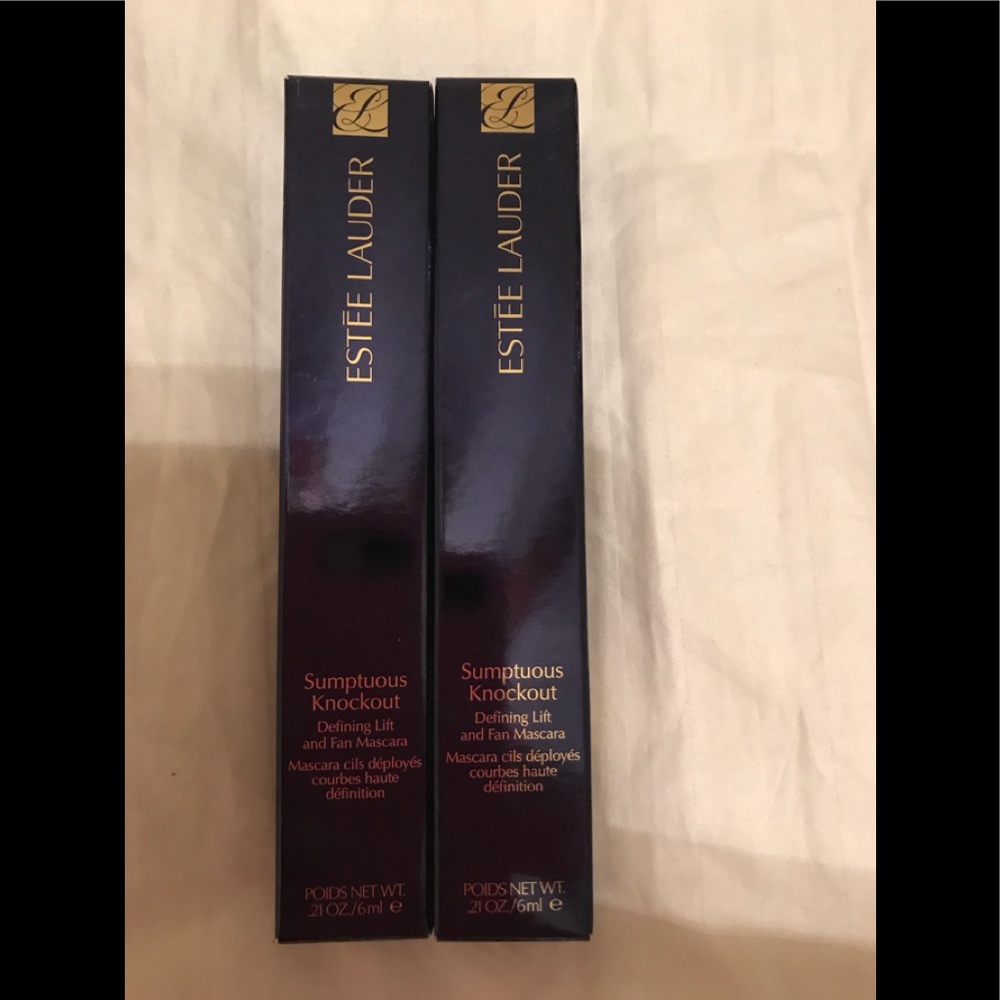 EL
ESTĒE LAUDER
Sumptuous
Knockout
Defining Lift
and Fan Mascara
Mascara cils déployés
courbes haute
définition
POIDS NET WT.
.21 OZ./6ml e
EL
ESTĒE LAUDER
Sumptuous
Knockout
Defining Lift
and Fan Mascara
Mascara cils déployés
courbes haute
définition
POIDS NET WT.
.21 OZ./6ml e